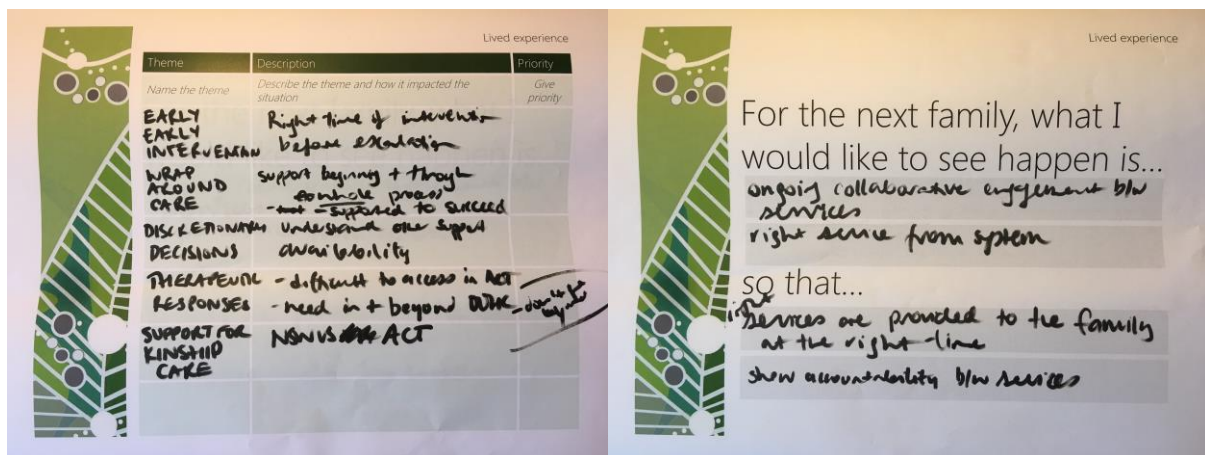 Lived experience
Theme Description Priority
Name the theme Describe the theme and how it impacted the situation Give priority
EARLY
EARLY
INTERVENTION
Right time of intervention
before escalation
WRAP
AROUND
CARE
support beginning + through
whole process
- supported to succeed
DISCRETIONARY
DECISIONS
understand one support
availability
THERAPEUTIC
RESPONSES
- difficult to access in ACT
- need in + beyond
SUPPORT FOR
KINSHIP
CARE
NSW VS ACT
Lived experience
For the next family, what I
would like to see happen is...
ongoing collaborative engagement b/w
services
right service from system
so that...
right
services are provided to the family
at the right time
show accountability b/w services